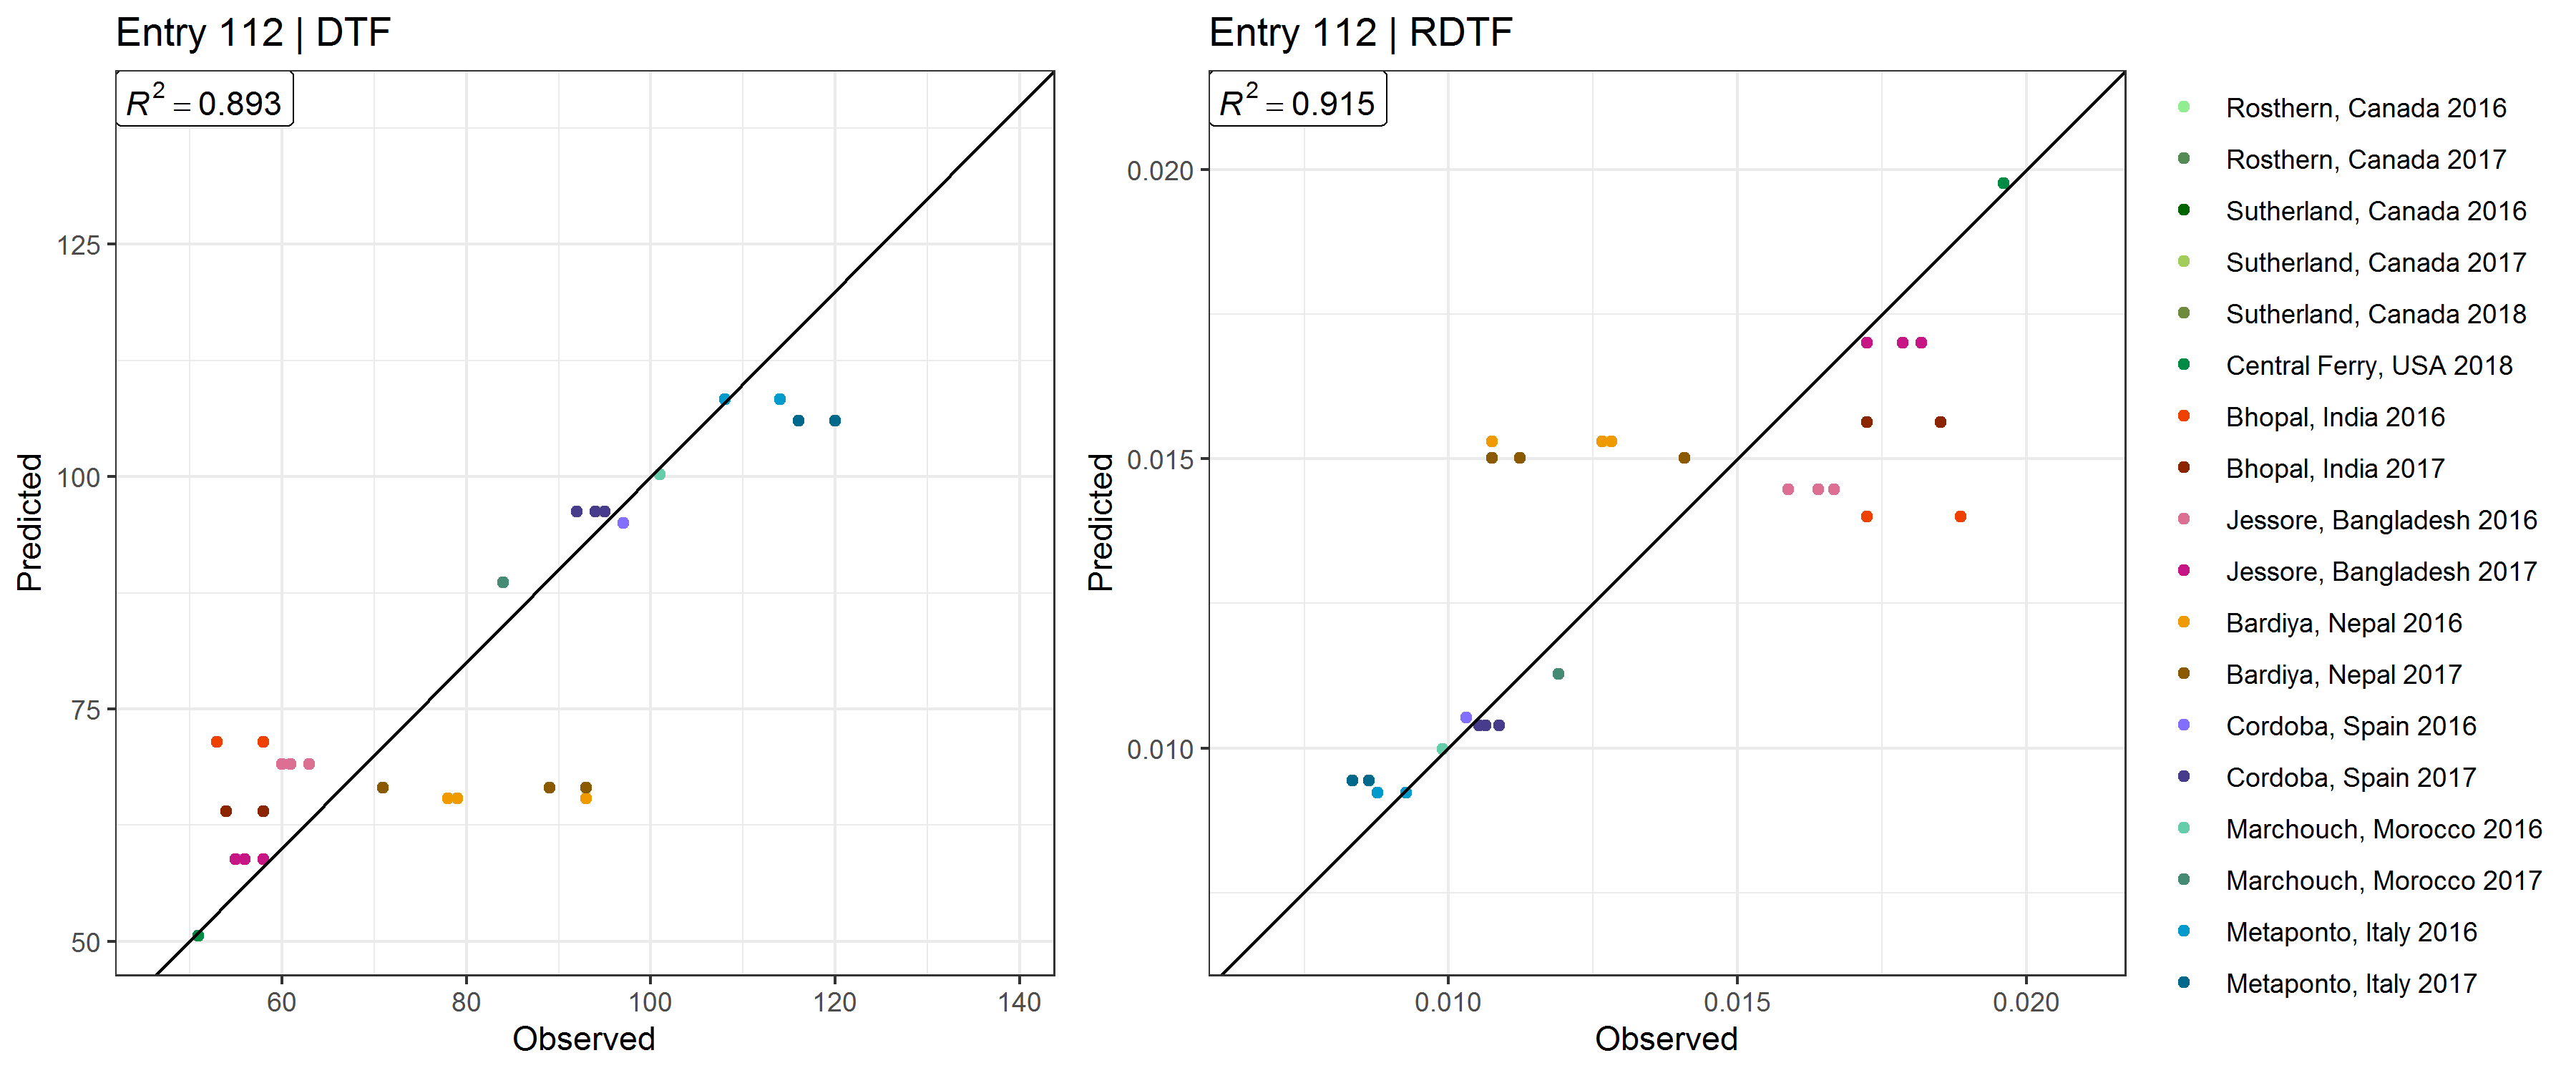 Entry 112 | DTF
R² = 0.893
125
100
75
50
60 80 100 120 140
Observed
Predicted
Entry 112 | RDTF
R² = 0.915
0.020
0.015
0.010
0.010 0.015 0.020
Observed
Predicted
Rosthern, Canada 2016
Rosthern, Canada 2017
Sutherland, Canada 2016
Sutherland, Canada 2017
Sutherland, Canada 2018
Central Ferry, USA 2018
Bhopal, India 2016
Bhopal, India 2017
Jessore, Bangladesh 2016
Jessore, Bangladesh 2017
Bardiya, Nepal 2016
Bardiya, Nepal 2017
Cordoba, Spain 2016
Cordoba, Spain 2017
Marchouch, Morocco 2016
Marchouch, Morocco 2017
Metaponto, Italy 2016
Metaponto, Italy 2017